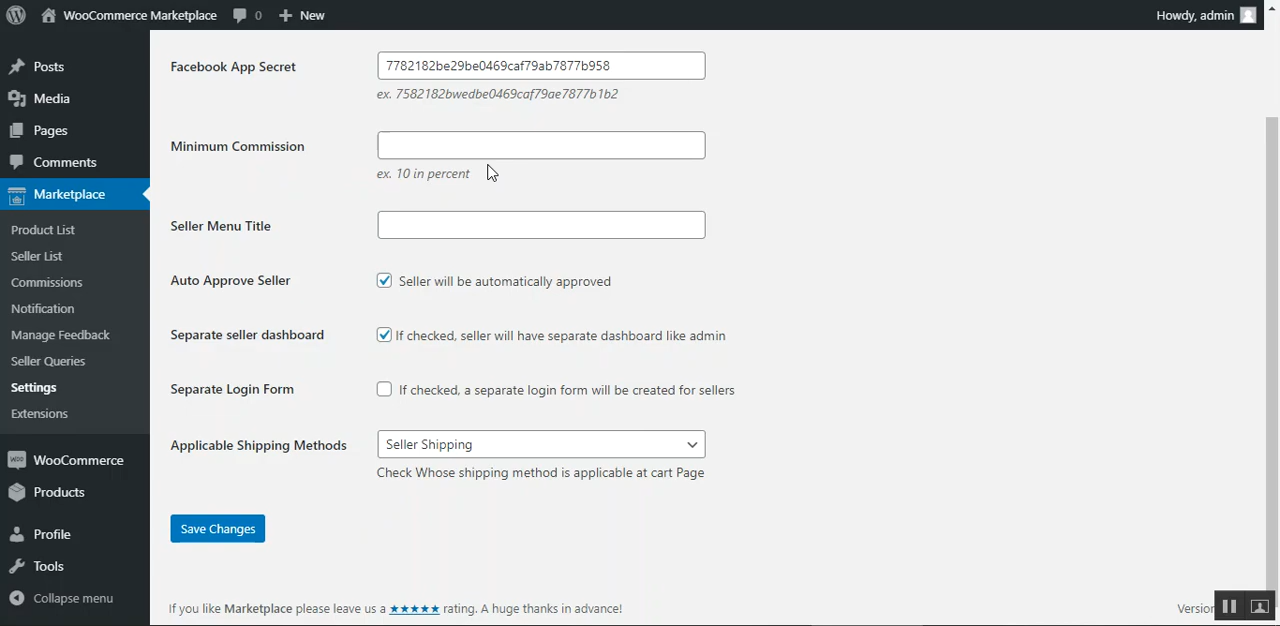 WooCommerce Marketplace 0 New Howdy, admin
Posts
Media
Pages
Comments
Marketplace
Product List
Seller List
Commissions
Notification
Manage Feedback
Seller Queries
Settings
Extensions
WooCommerce
Products
Profile
Tools
Collapse menu
Facebook App Secret 7782182be29be0469caf79ab7877b958
ex. 7582182bwedbe0469caf79ae7877b1b2
Minimum Commission
ex. 10 in percent
Seller Menu Title
Auto Approve Seller Seller will be automatically approved
Separate seller dashboard If checked, seller will have separate dashboard like admin
Separate Login Form If checked, a separate login form will be created for sellers
Applicable Shipping Methods Seller Shipping
Check Whose shipping method is applicable at cart Page
Save Changes
If you like Marketplace please leave us a ★★★★★ rating. A huge thanks in advance!